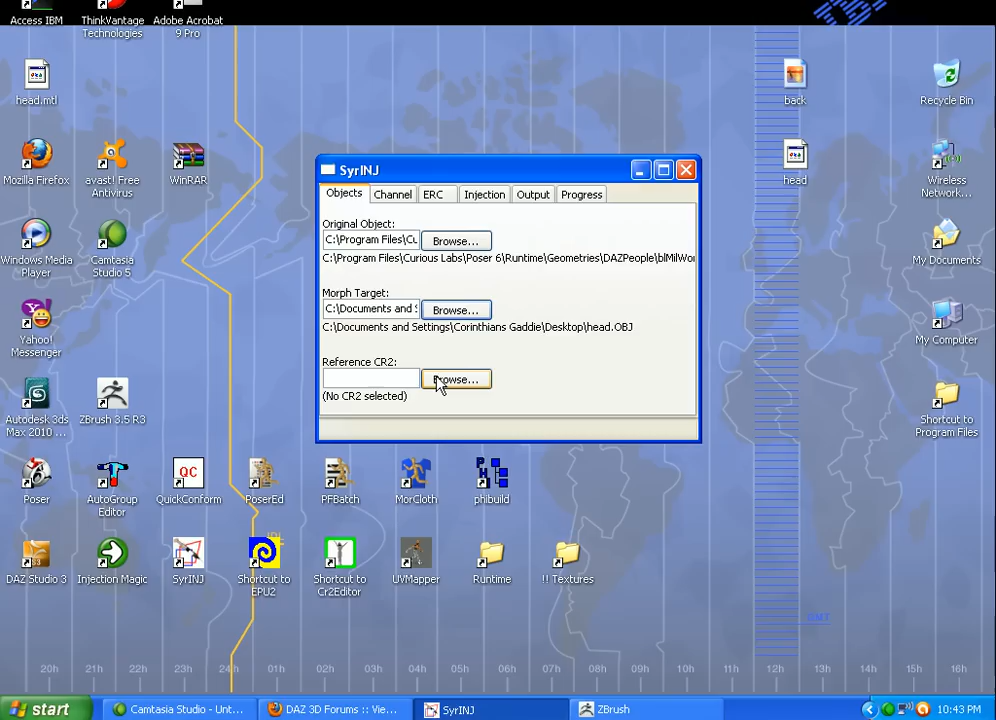 Access IBM
ThinkVantage Technologies
Adobe Acrobat 9 Pro
IBM
head.mtl
back
Recycle Bin
Mozilla Firefox
avast! Free Antivirus
WinRAR
head
Wireless Network...
Windows Media Player
Camtasia Studio 5
My Documents
Yahoo! Messenger
My Computer
Autodesk 3ds Max 2010 ...
ZBrush 3.5 R3
Shortcut to Program Files
SyrINJ
Objects Channel ERC Injection Output Progress
Original Object:
C:\Program Files\Cu Browse...
C:\Program Files\Curious Labs\Poser 6\Runtime\Geometries\DAZPeople\blMilWor
Morph Target:
C:\Documents and S Browse...
C:\Documents and Settings\Corinthians Gaddie\Desktop\head.OBJ
Reference CR2:
Browse...
(No CR2 selected)
QC
Poser
AutoGroup Editor
QuickConform
PoserEd
PFBatch
MorCloth
phibuild
DAZ Studio 3
Injection Magic
SyrINJ
Shortcut to EPU2
Shortcut to Cr2Editor
UVMapper
Runtime
!! Textures
GMT
20h 21h 22h 23h 24h 01h 02h 03h 04h 05h 06h 07h 08h 09h 10h 11h 12h 13h 14h 15h 16h
start
Camtasia Studio - Unt...
DAZ 3D Forums :: Vie...
SyrINJ
ZBrush
10:43 PM